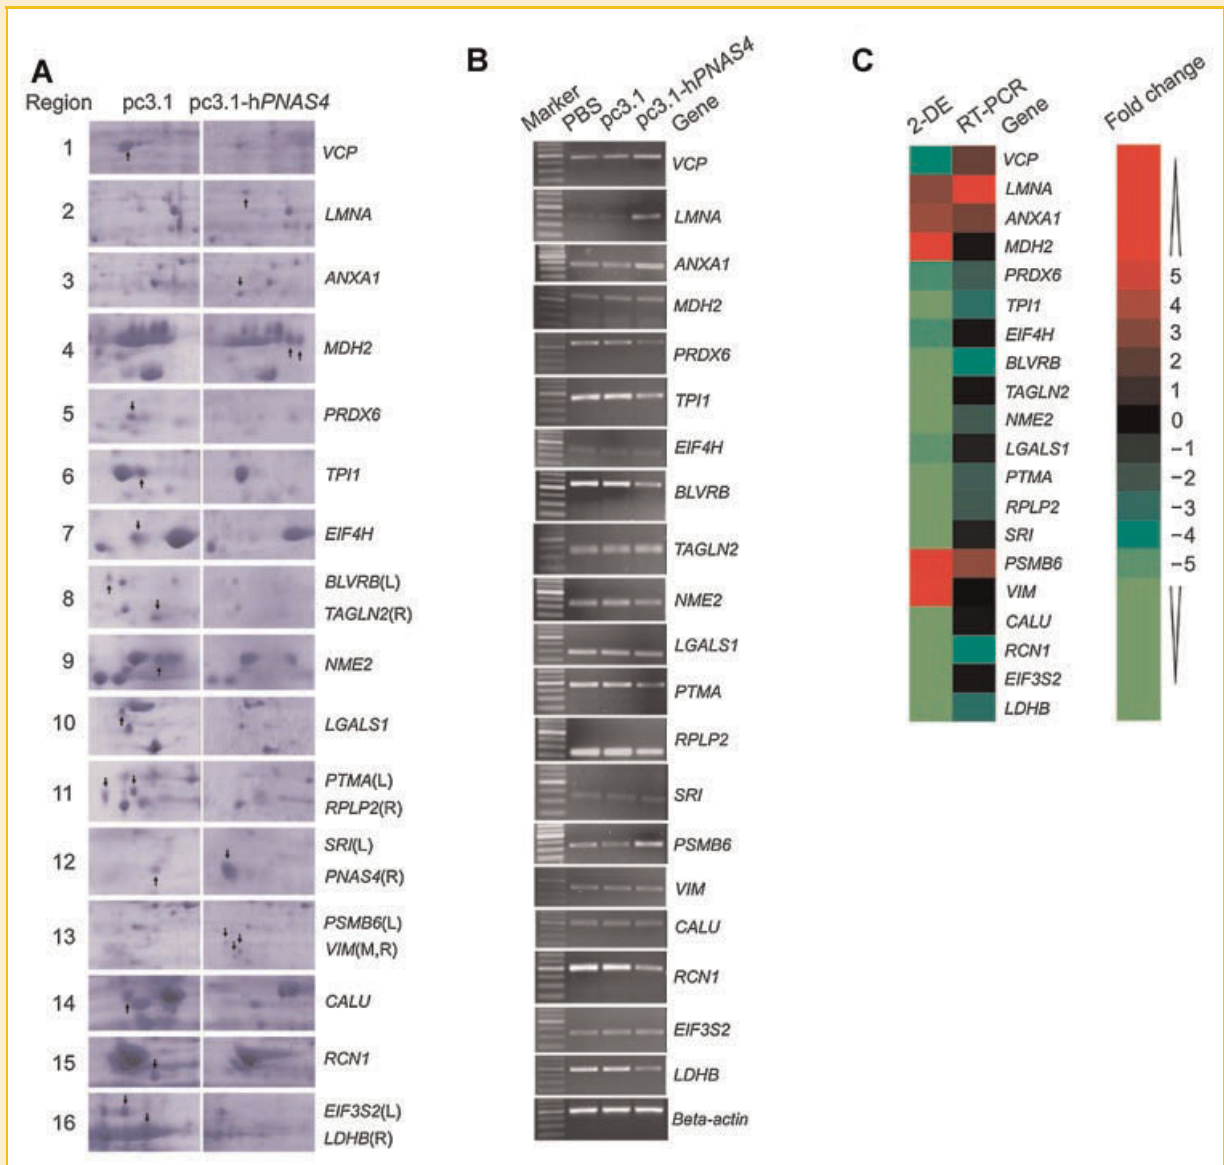 A
Region pc3.1 pc3.1-hPNAS4
1 VCP
2 LMNA
3 ANXA1
4 MDH2
5 PRDX6
6 TPI1
7 EIF4H
8 BLVRB(L)
TAGLN2(R)
9 NME2
10 LGALS1
11 PTMA(L)
RPLP2(R)
12 SRI(L)
PNAS4(R)
13 PSMB6(L)
VIM(M,R)
14 CALU
15 RCN1
16 EIF3S2(L)
LDHB(R)
B
Marker PBS pc3.1 pc3.1-hPNAS4 Gene
VCP
LMNA
ANXA1
MDH2
PRDX6
TPI1
EIF4H
BLVRB
TAGLN2
NME2
LGALS1
PTMA
RPLP2
SRI
PSMB6
VIM
CALU
RCN1
EIF3S2
LDHB
Beta-actin
C
2-DE RT-PCR Gene Fold change
VCP
LMNA
ANXA1
MDH2
PRDX6 5
TPI1 4
EIF4H 3
BLVRB 2
TAGLN2 1
NME2 0
LGALS1 −1
PTMA −2
RPLP2 −3
SRI −4
PSMB6 −5
VIM
CALU
RCN1
EIF3S2
LDHB